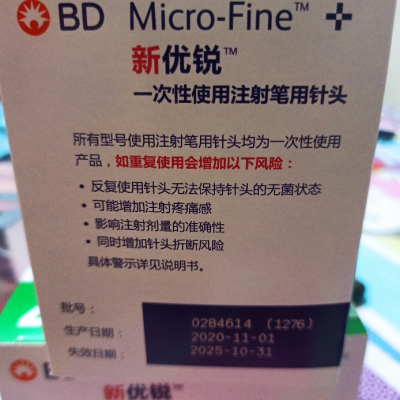 BD Micro-Fine™ +
新优锐™
一次性使用注射笔用针头
所有型号使用注射笔用针头均为一次性使用
产品，如重复使用会增加以下风险：
• 反复使用针头无法保持针头的无菌状态
• 可能增加注射疼痛感
• 影响注射剂量的准确性
• 同时增加针头折断风险
具体警示详见说明书。
批号： 0284614 (1276)
生产日期： 2020-11-01
失效日期： 2025-10-31
BD
新优锐™